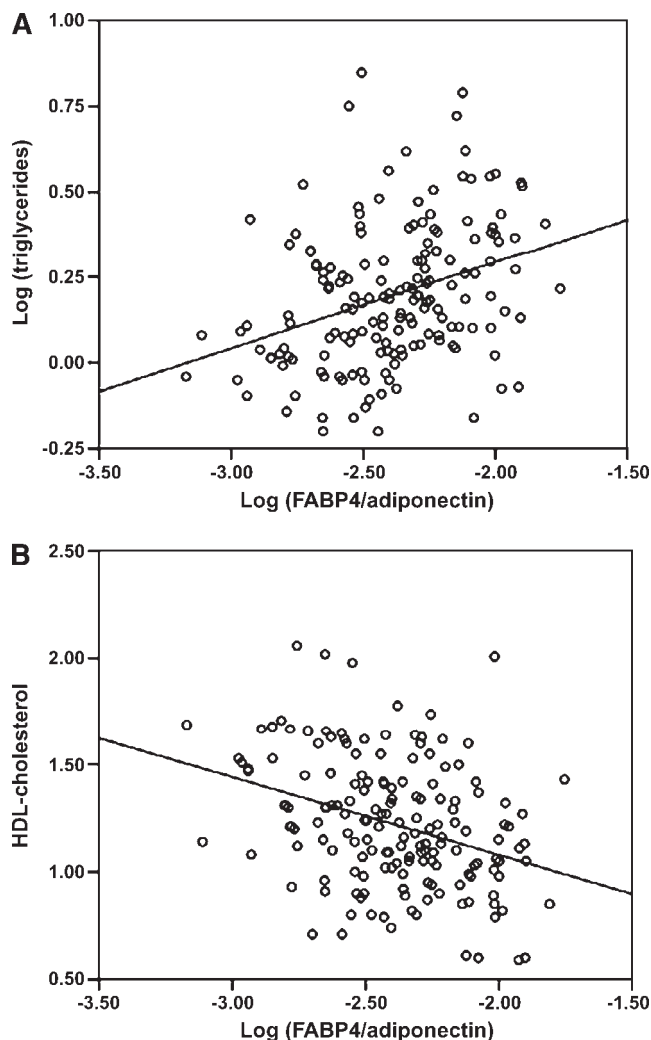 A
1.00
0.75
0.50
0.25
0.00
-0.25
Log (triglycerides)
-3.50 -3.00 -2.50 -2.00 -1.50
Log (FABP4/adiponectin)
B
2.50
2.00
1.50
1.00
0.50
HDL-cholesterol
-3.50 -3.00 -2.50 -2.00 -1.50
Log (FABP4/adiponectin)